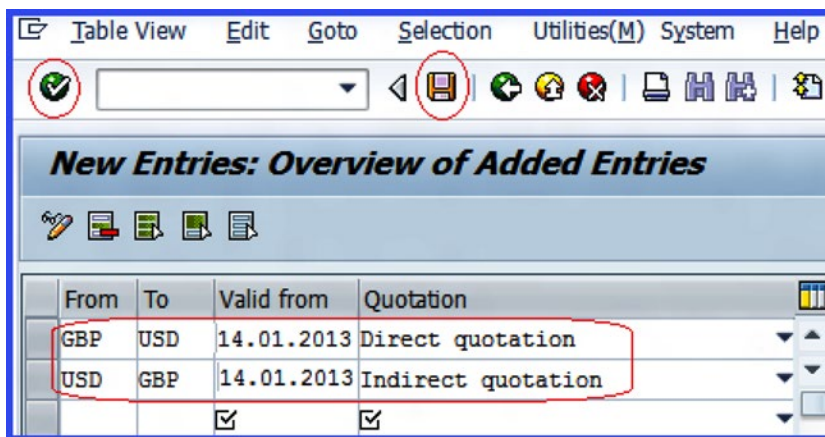 Table View Edit Goto Selection Utilities(M) System Help
New Entries: Overview of Added Entries
From To Valid from Quotation
GBP USD 14.01.2013 Direct quotation
USD GBP 14.01.2013 Indirect quotation